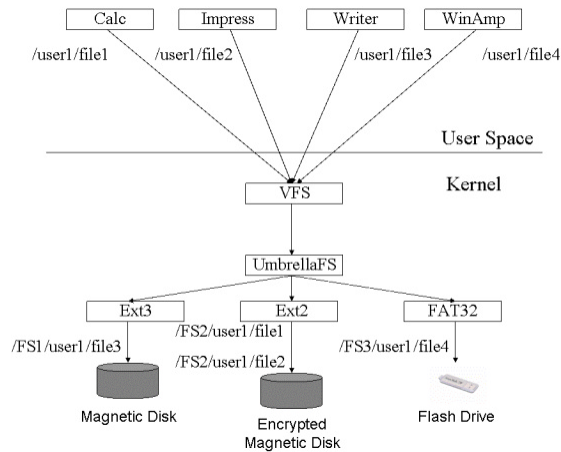 Calc
Impress
Writer
WinAmp
/user1/file1
/user1/file2
/user1/file3
/user1/file4
User Space
Kernel
VFS
UmbrellaFS
Ext3
Ext2
FAT32
/FS1/user1/file3
/FS2/user1/file1
/FS2/user1/file2
/FS3/user1/file4
Magnetic Disk
Encrypted
Magnetic Disk
Flash Drive